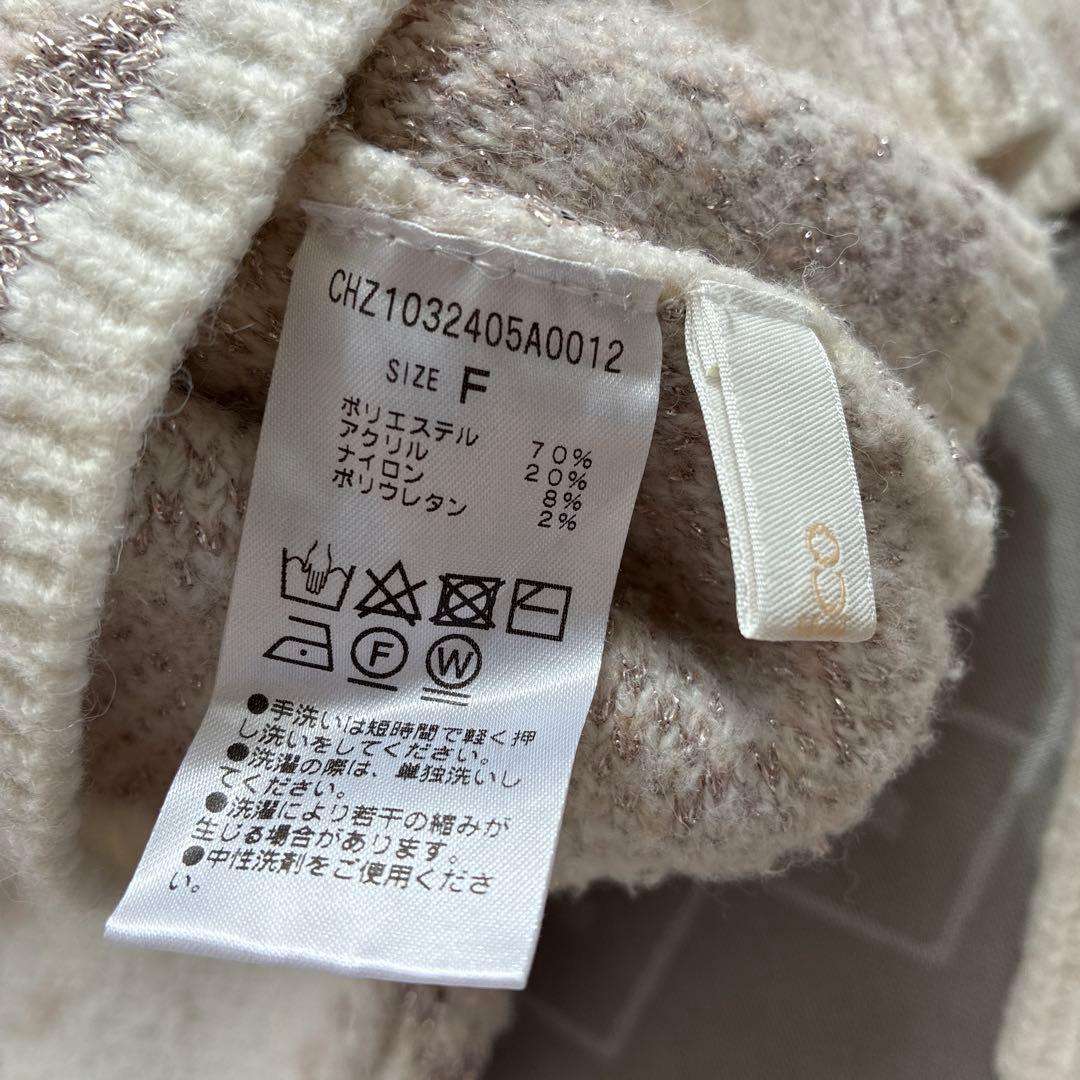 CHZ1032405A0012
SIZE F
ポリエステル 70%
アクリル 20%
ナイロン 8%
ポリウレタン 2%
F W
●手洗いは短時間で軽く押
し洗いをしてください。
●洗濯の際は、単独洗いし
てください。
●洗濯により若干の縮みが
生じる場合があります。
●中性洗剤をご使用くださ
い。